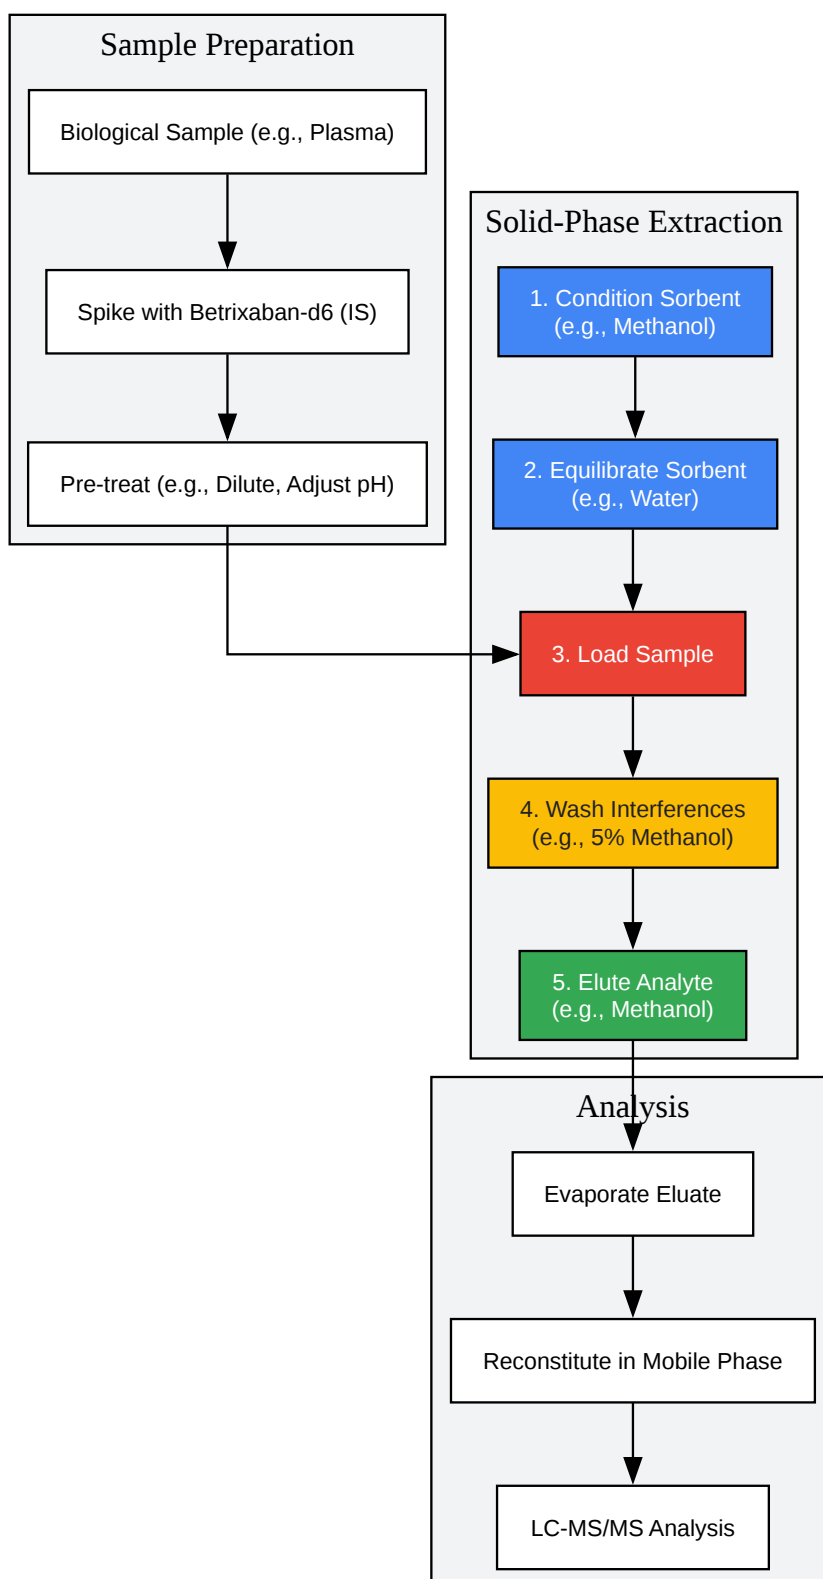 Sample Preparation
Biological Sample (e.g., Plasma)
Spike with Betrixaban-d6 (IS)
Pre-treat (e.g., Dilute, Adjust pH)
Solid-Phase Extraction
1. Condition Sorbent
(e.g., Methanol)
2. Equilibrate Sorbent
(e.g., Water)
3. Load Sample
4. Wash Interferences
(e.g., 5% Methanol)
5. Elute Analyte
(e.g., Methanol)
Analysis
Evaporate Eluate
Reconstitute in Mobile Phase
LC-MS/MS Analysis